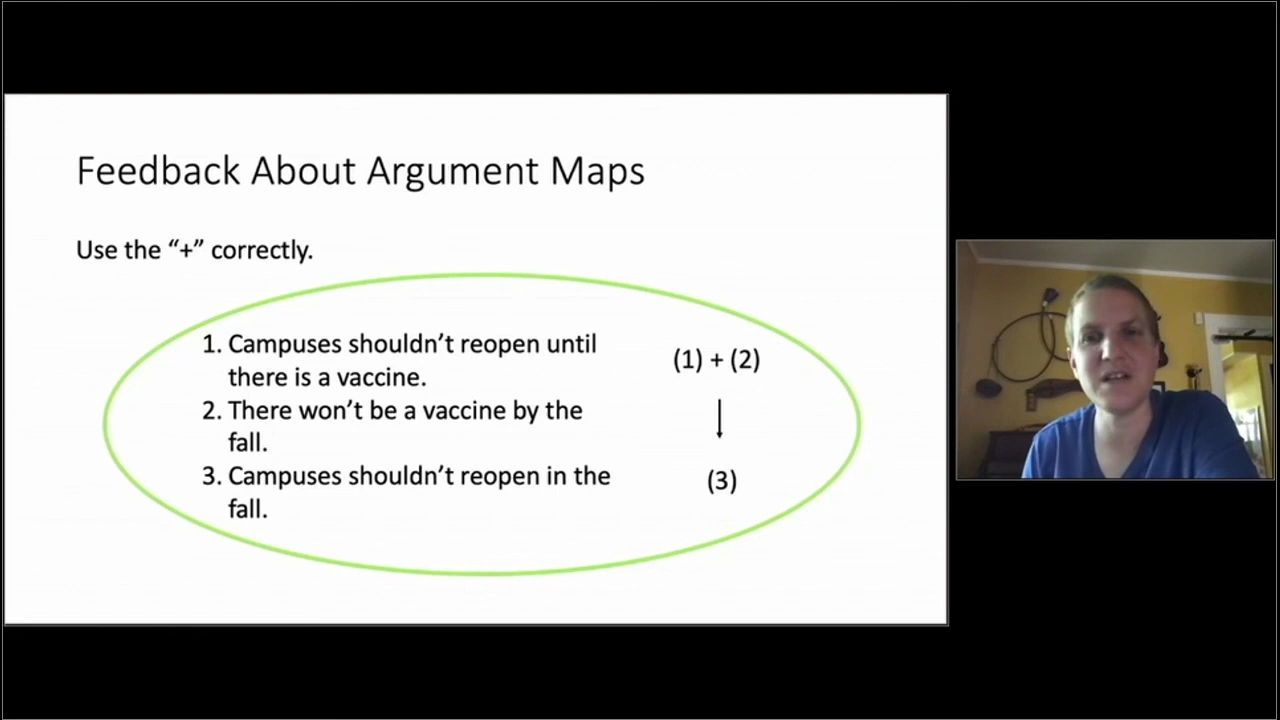 Feedback About Argument Maps
Use the “+” correctly.
1. Campuses shouldn’t reopen until
there is a vaccine.
2. There won’t be a vaccine by the
fall.
3. Campuses shouldn’t reopen in the
fall.
(1) + (2)
(3)